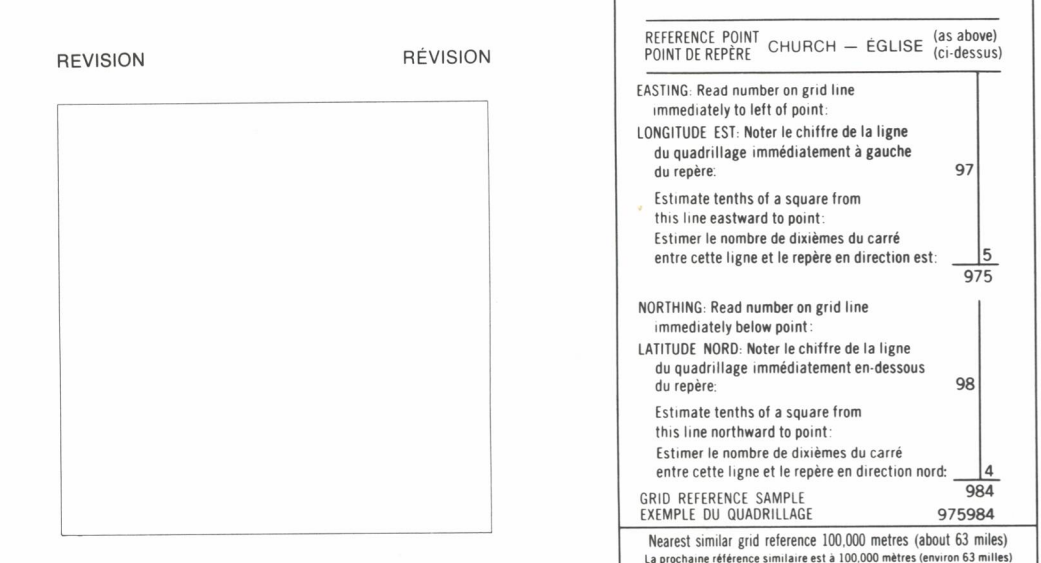 REVISION
RÉVISION
REFERENCE POINT
POINT DE REPÈRE
CHURCH — ÉGLISE
(as above)
(ci-dessus)
EASTING: Read number on grid line
immediately to left of point:
LONGITUDE EST: Noter le chiffre de la ligne
du quadrillage immédiatement à gauche
du repère: 97
Estimate tenths of a square from
this line eastward to point:
Estimer le nombre de dixièmes du carré
entre cette ligne et le repère en direction est: 5
975
NORTHING: Read number on grid line
immediately below point:
LATITUDE NORD: Noter le chiffre de la ligne
du quadrillage immédiatement en-dessous
du repère: 98
Estimate tenths of a square from
this line northward to point:
Estimer le nombre de dixièmes du carré
entre cette ligne et le repère en direction nord: 4
984
GRID REFERENCE SAMPLE
EXEMPLE DU QUADRILLAGE 975984
Nearest similar grid reference 100,000 metres (about 63 miles)
La prochaine référence similaire est à 100,000 mètres (environ 63 milles)